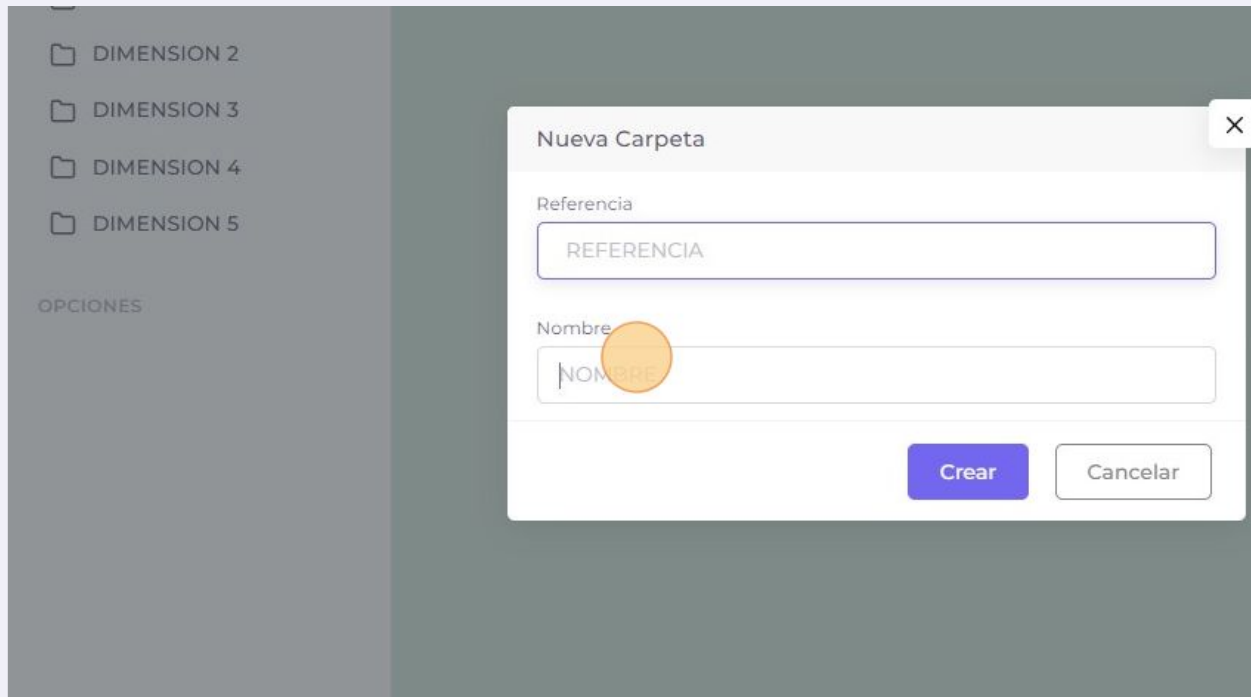 DIMENSION 2
DIMENSION 3
DIMENSION 4
DIMENSION 5
OPCIONES
Nueva Carpeta
Referencia
REFERENCIA
Nombre
NOMBRE
Crear
Cancelar